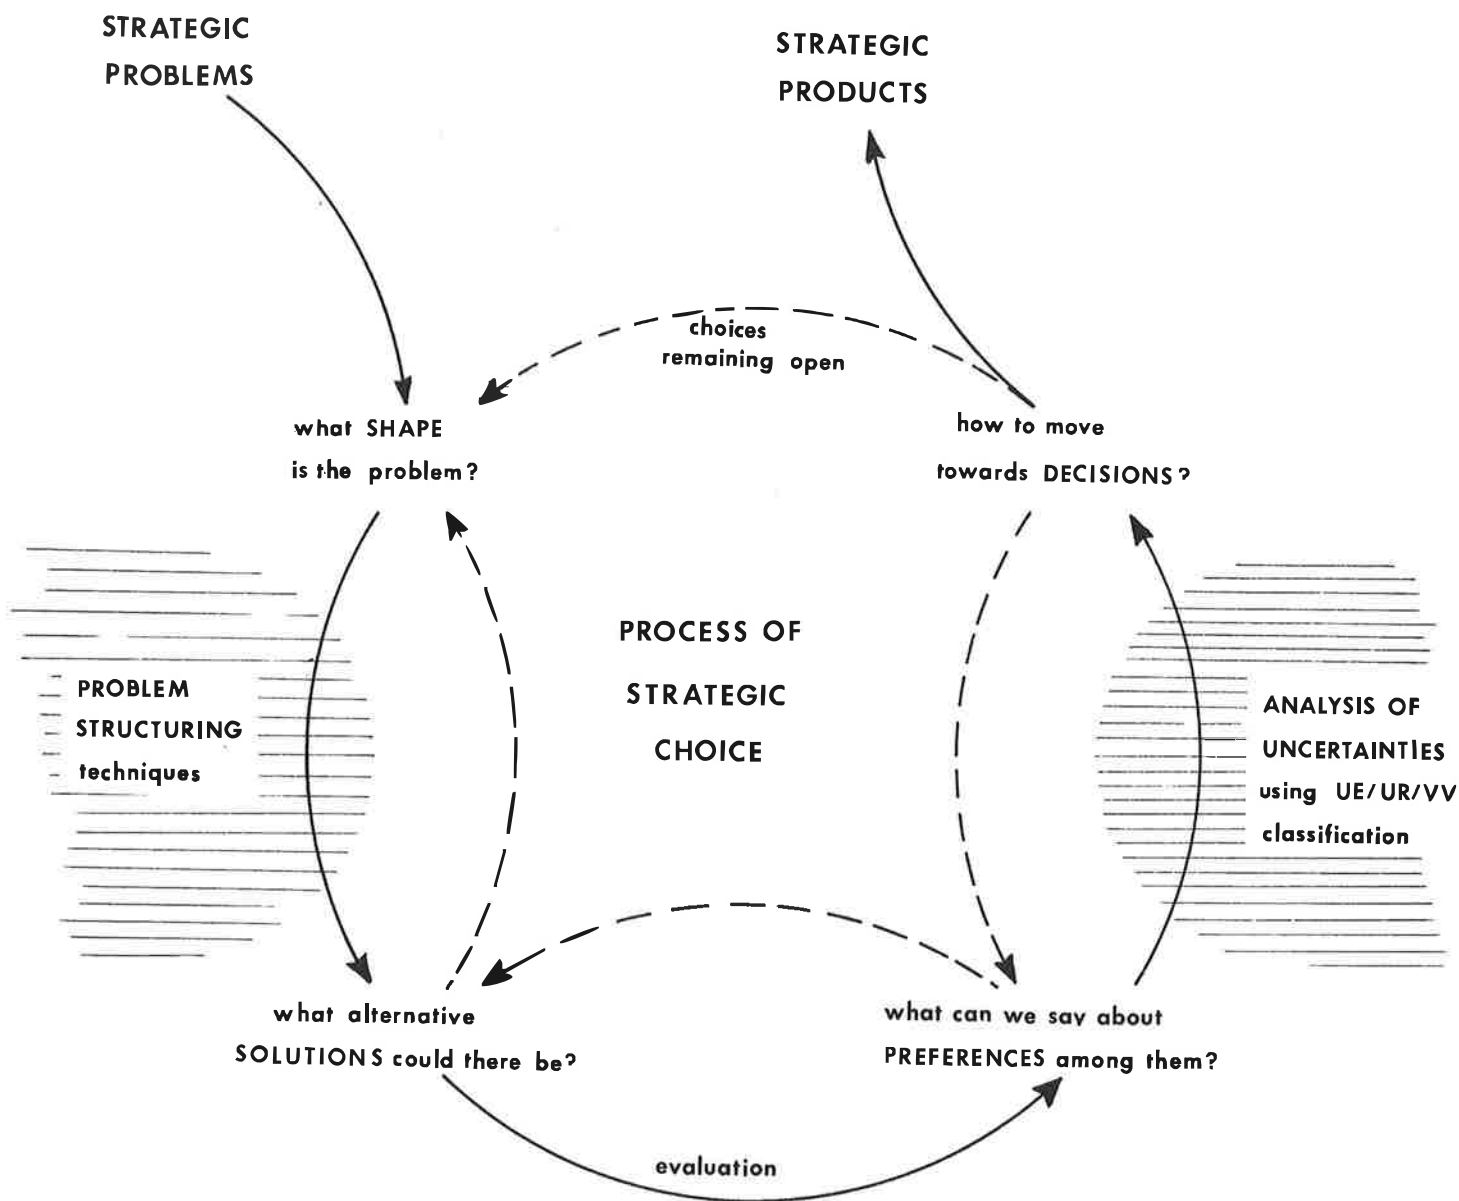 STRATEGIC
PROBLEMS
STRATEGIC
PRODUCTS
choices
remaining open
what SHAPE
is the problem?
how to move
towards DECISIONS?
PROCESS OF
STRATEGIC
CHOICE
PROBLEM
STRUCTURING
techniques
ANALYSIS OF
UNCERTAINTIES
using UE/UR/VV
classification
what alternative
SOLUTIONS could there be?
what can we say about
PREFERENCES among them?
evaluation